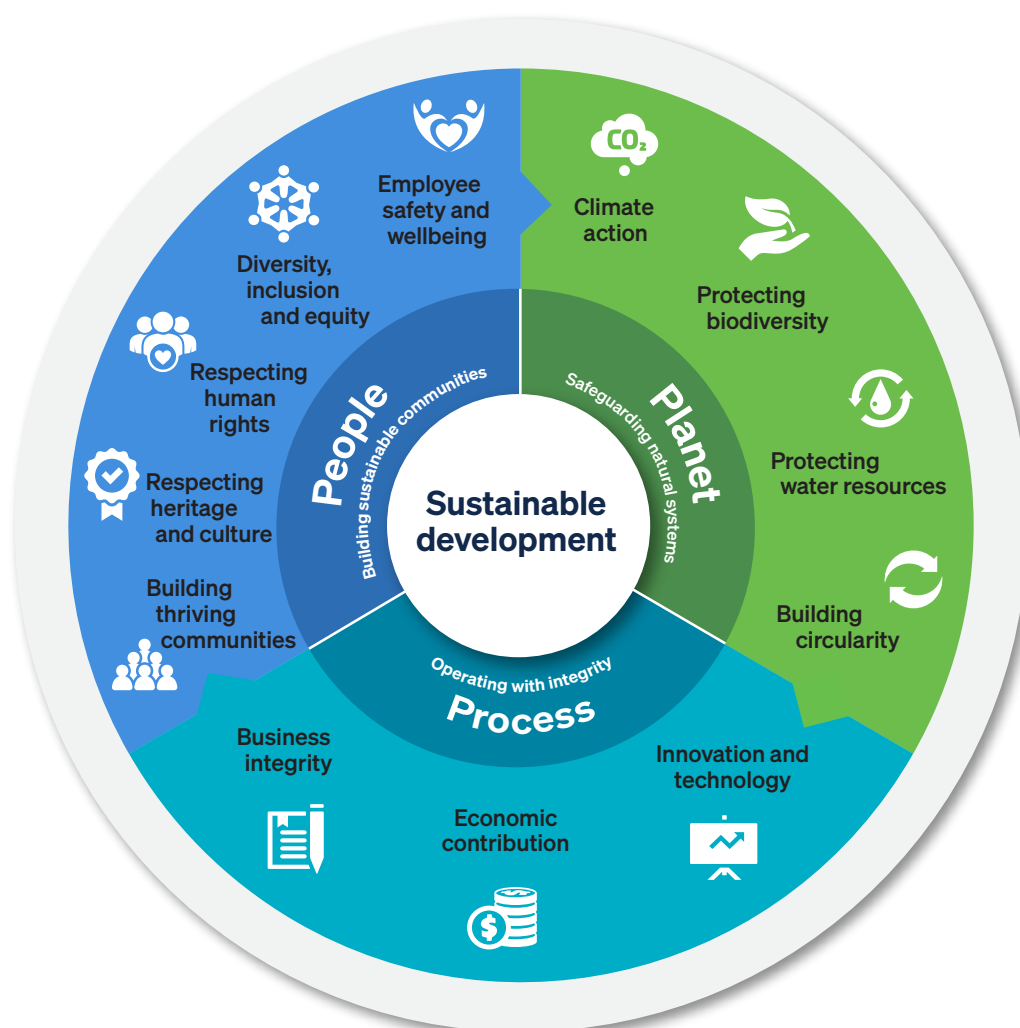 Sustainable
development
People
Building sustainable communities
Employee
safety and
wellbeing
Diversity,
inclusion
and equity
Respecting
human
rights
Respecting
heritage
and culture
Building
thriving
communities
Planet
Safeguarding natural systems
CO₂
Climate
action
Protecting
biodiversity
Protecting
water resources
Building
circularity
Operating with integrity
Process
Innovation and
technology
Economic
contribution
$
$
Business
integrity